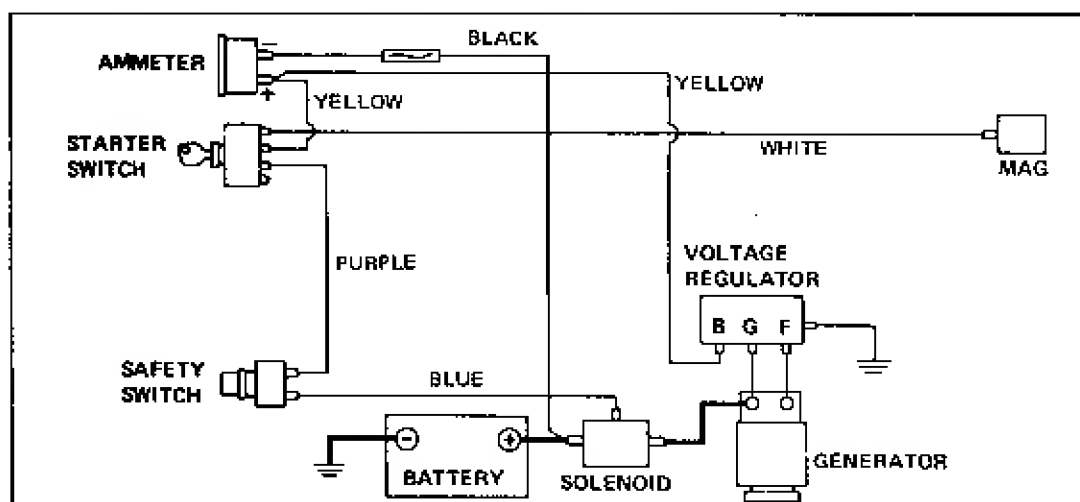 BLACK
AMMETER
−
+
YELLOW
YELLOW
STARTER
SWITCH
WHITE
MAG
PURPLE
VOLTAGE
REGULATOR
B G F
SAFETY
SWITCH
BLUE
− +
BATTERY
SOLENOID
GENERATOR